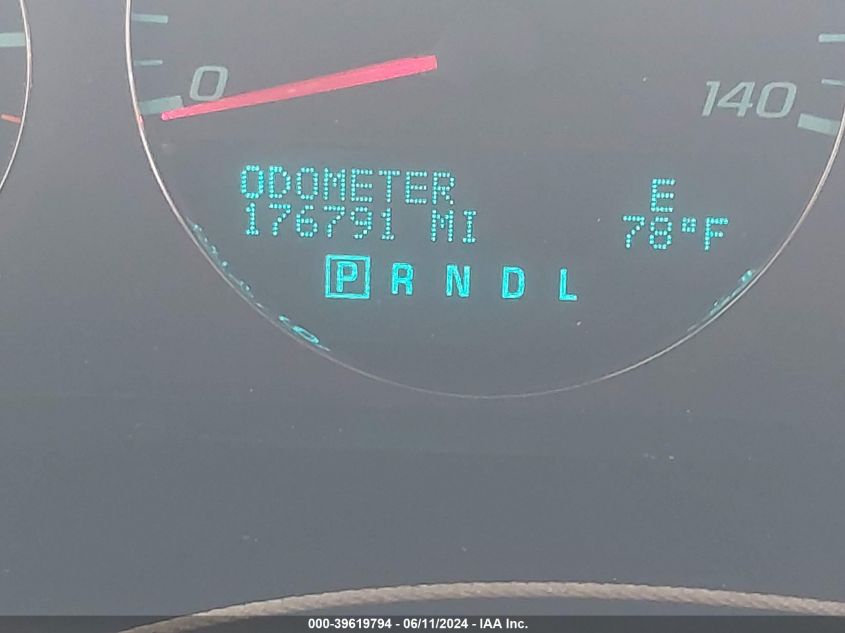 0
140
ODOMETER
E
176791 MI
78°F
P R N D L
000-39619794 - 06/11/2024 - IAA Inc.